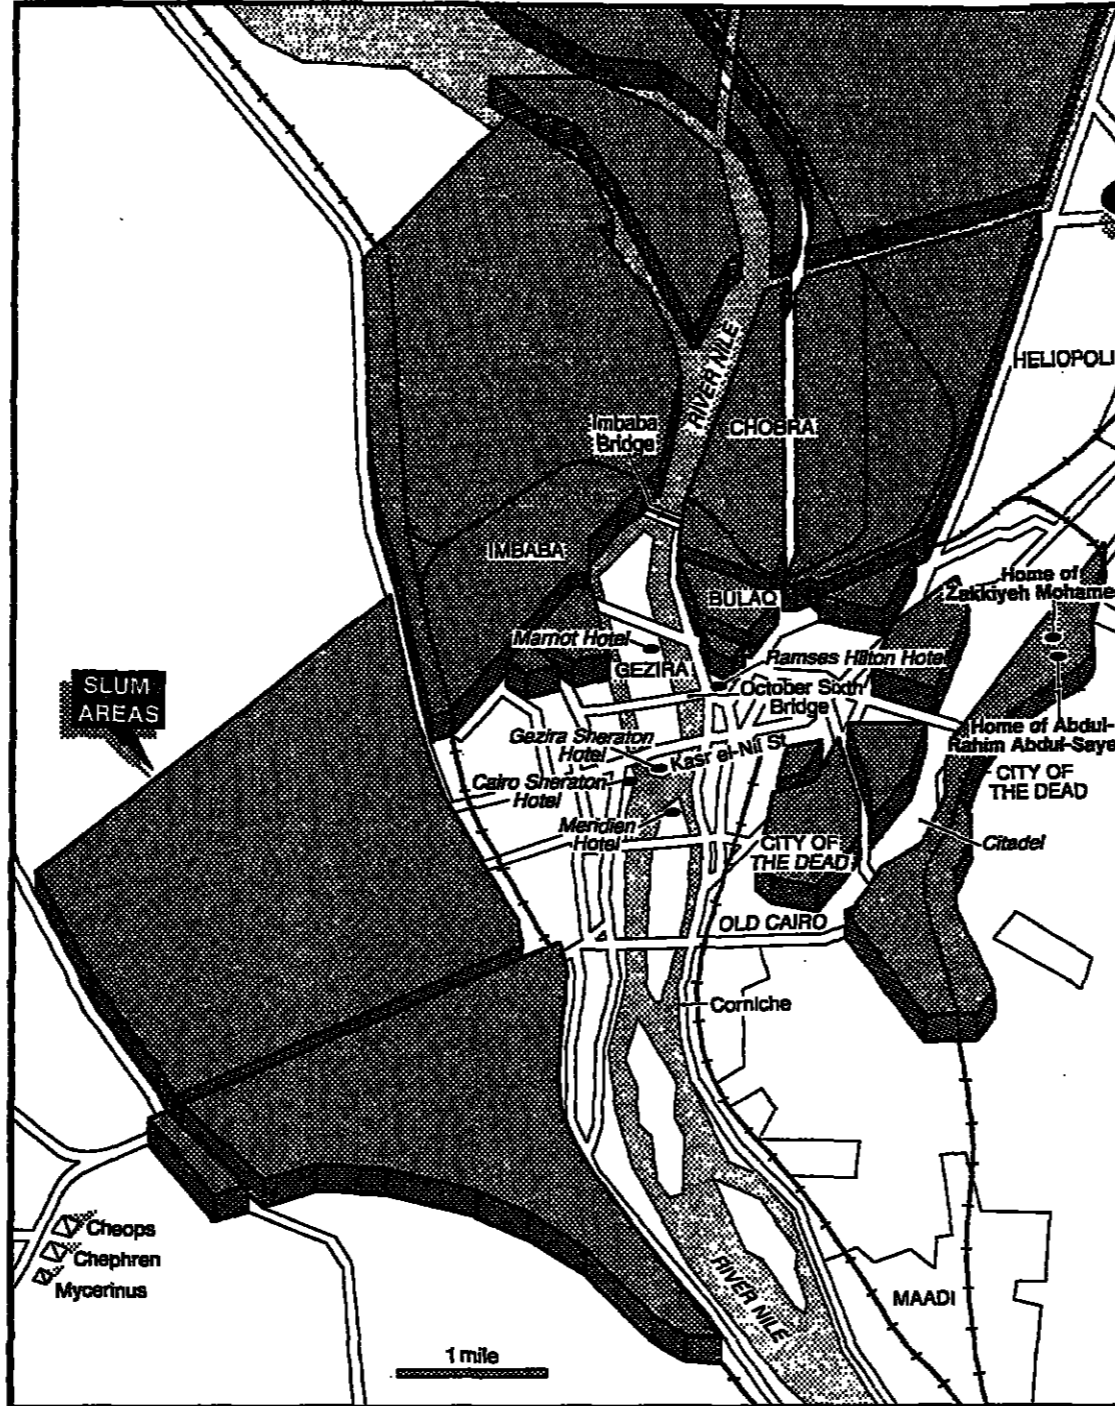 RIVER NILE
HELIOPOLI
Imbaba
Bridge
CHOBRA
IMBABA
BULAQ
Home of
Zakkiyeh Mohame
Marriot Hotel
GEZIRA
Ramses Hilton Hotel
SLUM
AREAS
October Sixth
Bridge
Gezira Sheraton
Hotel
Kasr el-Nil St
Home of Abdul-
Rahim Abdul-Saye
Cairo Sheraton
Hotel
CITY OF
THE DEAD
Meridien
Hotel
CITY OF
THE DEAD
Citadel
OLD CAIRO
Corniche
Cheops
Chephren
Mycerinus
RIVER NILE
MAADI
1 mile